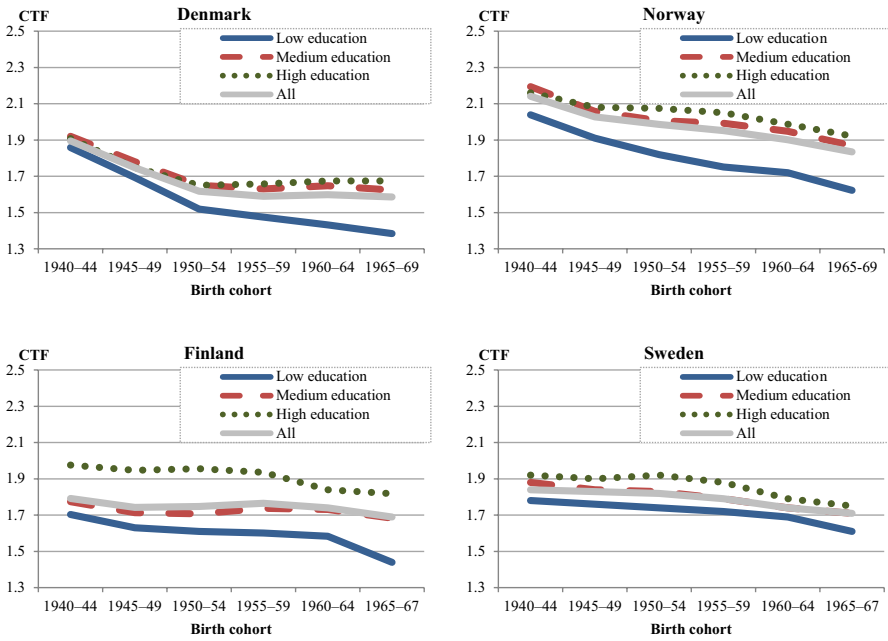 CTF
Denmark
2.5
2.3
2.1
1.9
1.7
1.5
1.3
Low education
Medium education
High education
All
1940–44 1945–49 1950–54 1955–59 1960–64 1965–69
Birth cohort
CTF
Norway
2.5
2.3
2.1
1.9
1.7
1.5
1.3
Low education
Medium education
High education
All
1940–44 1945–49 1950–54 1955–59 1960–64 1965-69
Birth cohort
CTF
Finland
2.5
2.3
2.1
1.9
1.7
1.5
1.3
Low education
Medium education
High education
All
1940–44 1945–49 1950–54 1955–59 1960–64 1965–67
Birth cohort
CTF
Sweden
2.5
2.3
2.1
1.9
1.7
1.5
1.3
Low education
Medium education
High education
All
1940–44 1945–49 1950–54 1955–59 1960–64 1965–67
Birth cohort